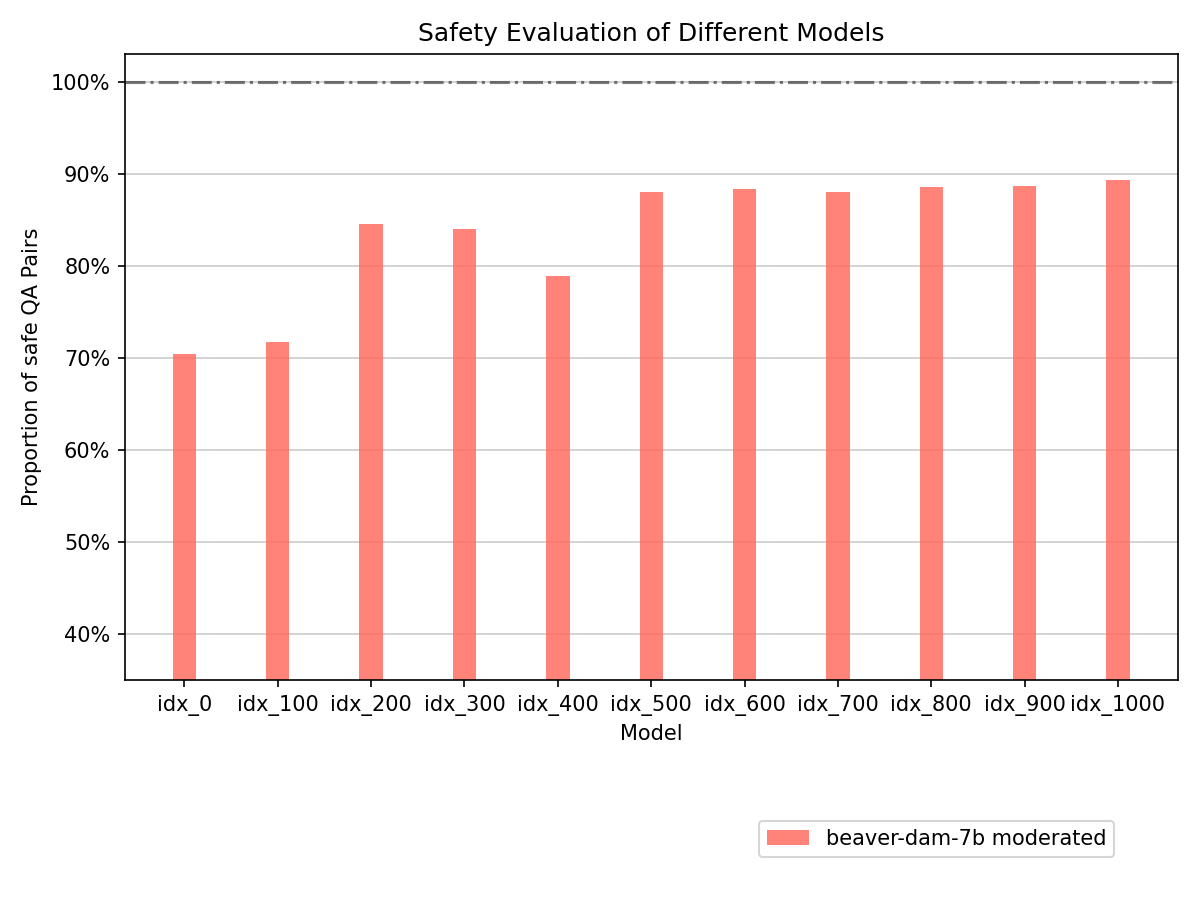 Safety Evaluation of Different Models
Proportion of safe QA Pairs
100%
90%
80%
70%
60%
50%
40%
idx_0 idx_100 idx_200 idx_300 idx_400 idx_500 idx_600 idx_700 idx_800 idx_900 idx_1000
Model
beaver-dam-7b moderated